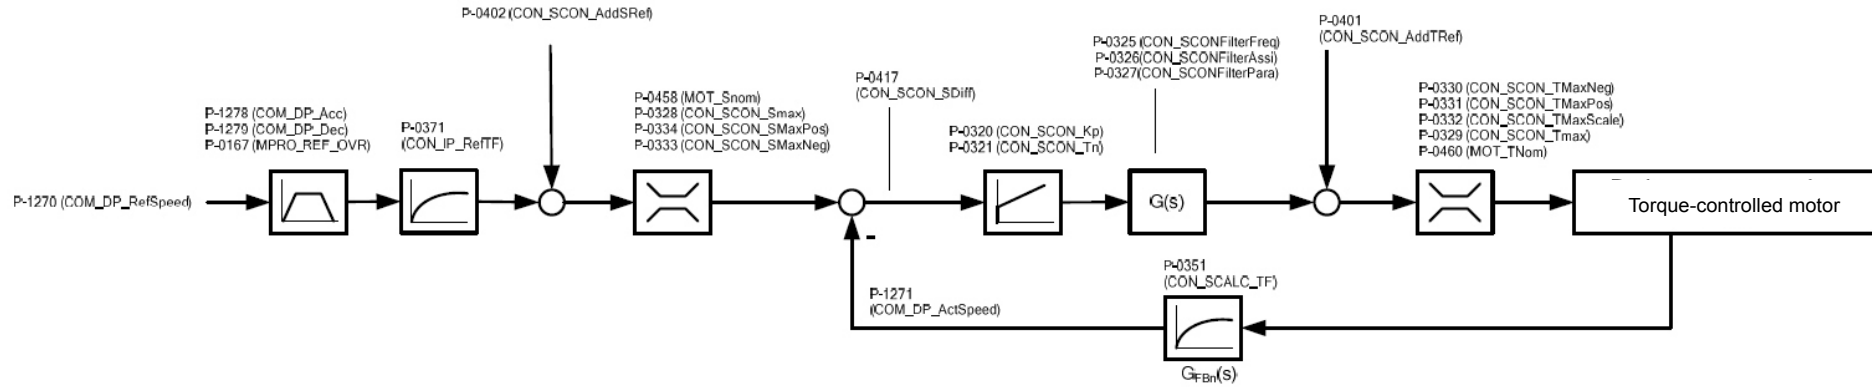 P-0402 (CON_SCON_AddSRef)
P-0401
(CON_SCON_AddTRef)
P-0325 (CON_SCONFilterFreq)
P-0326 (CON_SCONFilterAssi)
P-0327(CON_SCONFilterPara)
P-0417
(CON_SCON_SDiff)
P-0330 (CON_SCON_TMaxNeg)
P-0331 (CON_SCON_TMaxPos)
P-0332 (CON_SCON_TMaxScale)
P-0329 (CON_SCON_Tmax)
P-0460 (MOT_TNom)
P-0458 (MOT_Snom)
P-0328 (CON_SCON_Smax)
P-0334 (CON_SCON_SMaxPos)
P-0333 (CON_SCON_SMaxNeg)
P-1278 (COM_DP_Acc)
P-1279 (COM_DP_Dec)
P-0167 (MPRO_REF_OVR)
P-0371
(CON_IP_RefTF)
P-0320 (CON_SCON_Kp)
P-0321 (CON_SCON_Tn)
P-1270 (COM_DP_RefSpeed)
G(s)
Torque-controlled motor
-
P-0351
(CON_SCALC_TF)
P-1271
(COM_DP_ActSpeed)
GFBn(s)